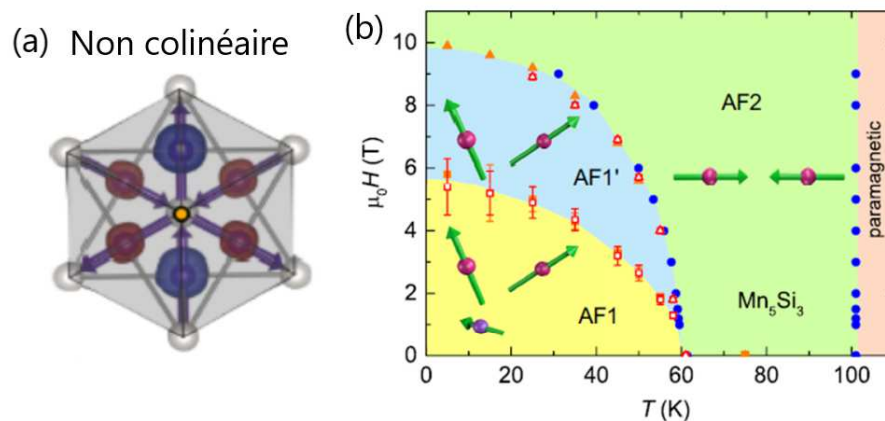 (a) Non colinéaire
(b)
10
8
6
4
2
0
μ₀H (T)
AF2
AF1'
AF1
Mn₅Si₃
paramagnetic
0 20 40 60 80 100
T (K)